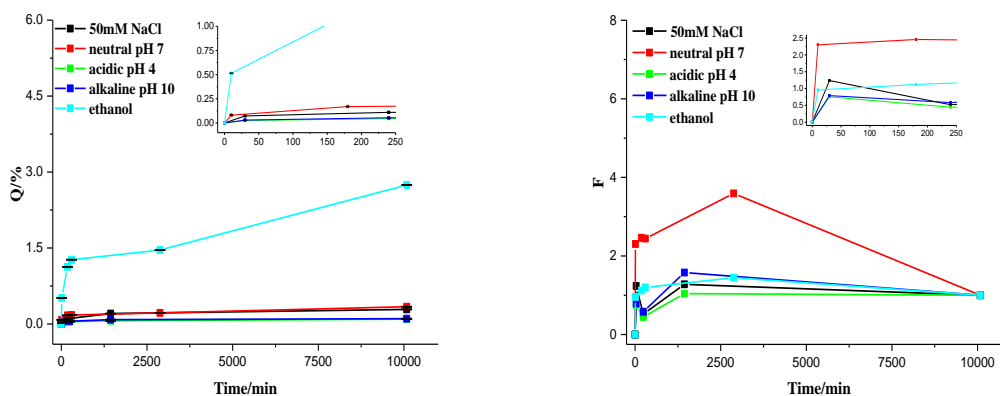 6.0
4.5
3.0
1.5
0.0
Q/%
50mM NaCl
neutral pH 7
acidic pH 4
alkaline pH 10
ethanol
1.00
0.75
0.50
0.25
0.00
0 50 100 150 200 250
0 2500 5000 7500 10000
Time/min
8
6
4
2
0
F
50mM NaCl
neutral pH 7
acidic pH 4
alkaline pH 10
ethanol
2.5
2.0
1.5
1.0
0.5
0.0
0 50 100 150 200 250
0 2500 5000 7500 10000
Time/min